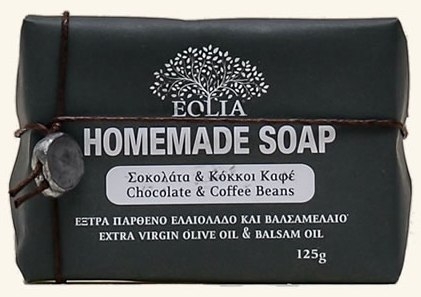 EOLIA
HOMEMADE SOAP
Σοκολάτα & Κόκκοι Καφέ
Chocolate & Coffee Beans
ΕΞΤΡΑ ΠΑΡΘΕΝΟ ΕΛΑΙΟΛΑΔΟ ΚΑΙ ΒΑΛΣΑΜΕΛΑΙΟ
EXTRA VIRGIN OLIVE OIL & BALSAM OIL
125g